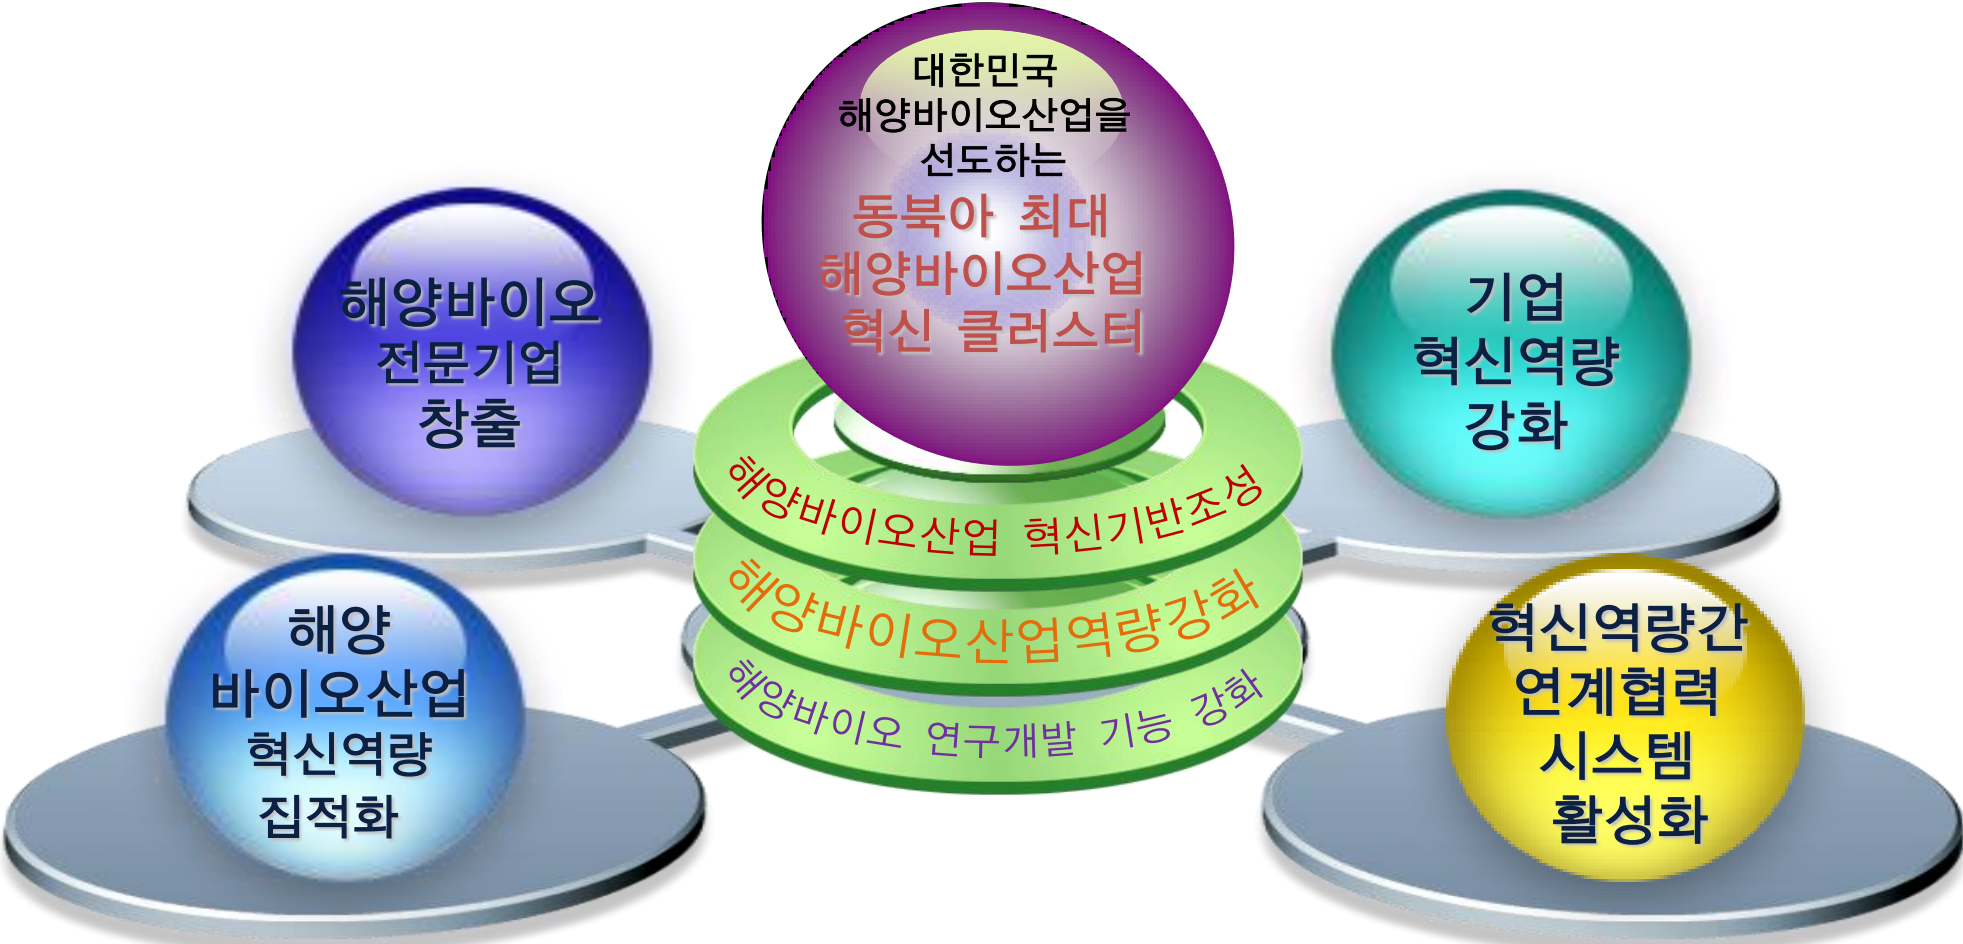 대한민국
해양바이오산업을
선도하는
동북아 최대
해양바이오산업
혁신 클러스터
해양바이오
전문기업
창출
기업
혁신역량
강화
해양바이오산업 혁신기반조성
해양바이오산업역량강화
해양바이오 연구개발 기능 강화
해양
바이오산업
혁신역량
집적화
혁신역량간
연계협력
시스템
활성화